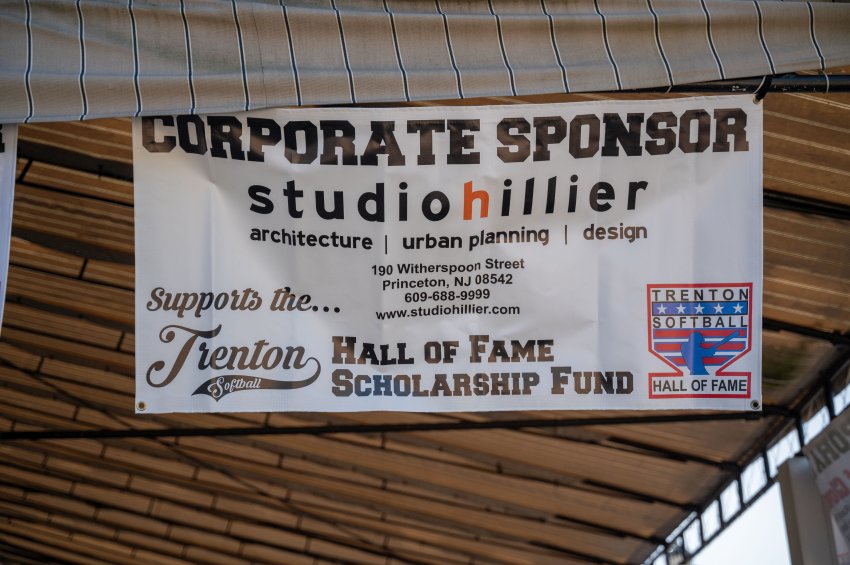 CORPORATE SPONSOR
studiohillier
architecture | urban planning | design
190 Witherspoon Street
Princeton, NJ 08542
609-688-9999
www.studiohillier.com
Supports the...
Trenton
Softball
HALL OF FAME
SCHOLARSHIP FUND
TRENTON
SOFTBALL
HALL OF FAME